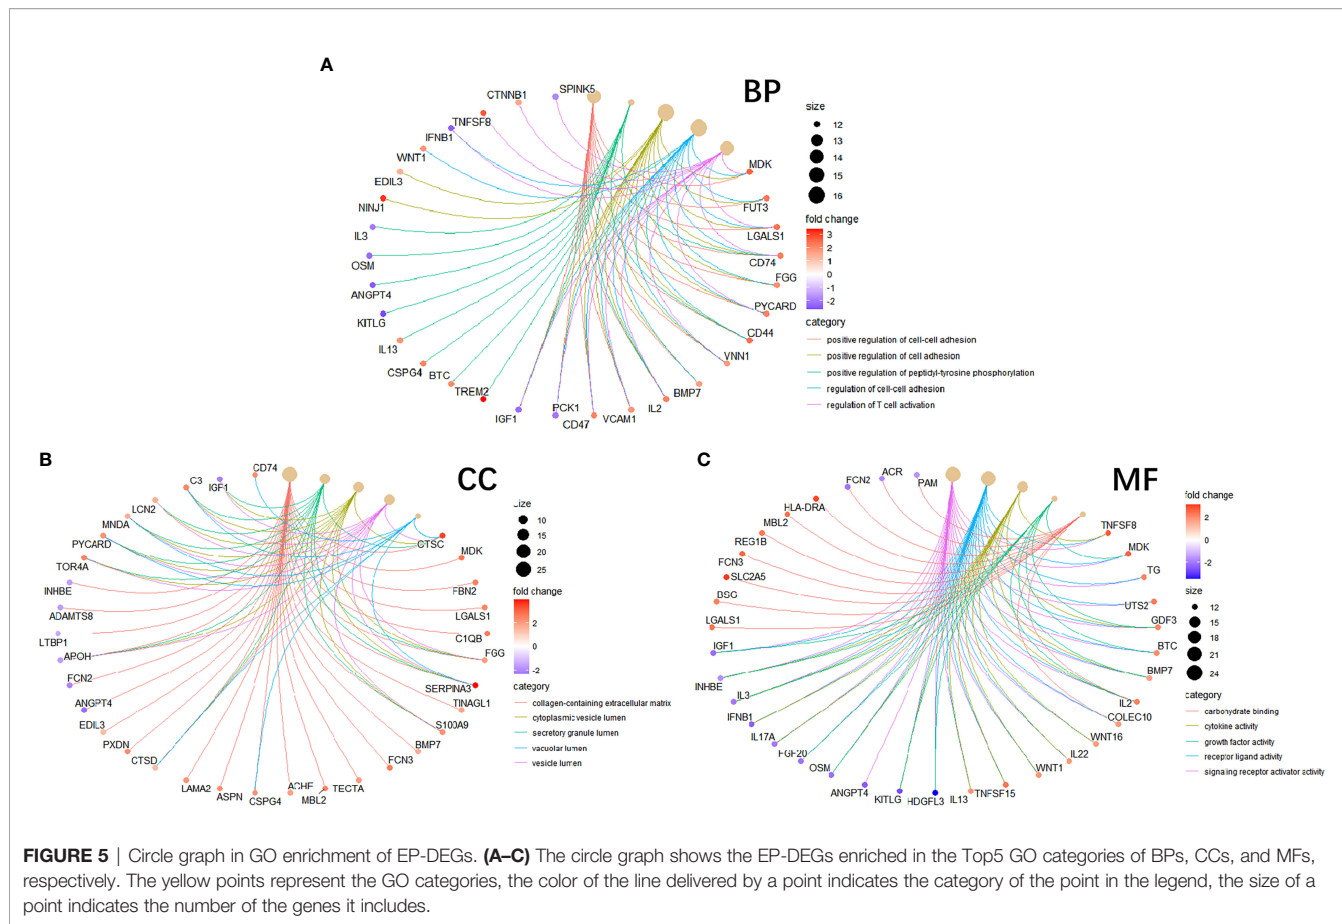 A
BP
SPINK5
CTNNB1
TNFSF8
IFNB1
WNT1
EDIL3
NINJ1
IL3
OSM
ANGPT4
KITLG
IL13
CSPG4
BTC
TREM2
IGF1
PCK1
CD47
VCAM1
IL2
BMP7
VNN1
CD44
PYCARD
FGG
CD74
LGALS1
FUT3
MDK
size
12
13
14
15
16
fold change
3
2
1
0
-1
-2
category
positive regulation of cell-cell adhesion
positive regulation of cell adhesion
positive regulation of peptidyl-tyrosine phosphorylation
regulation of cell-cell adhesion
regulation of T cell activation
B
CC
CD74
IGF1
C3
LCN2
MNDA
PYCARD
TOR4A
INHBE
ADAMTS8
LTBP1
APOH
FCN2
ANGPT4
EDIL3
PXDN
CTSD
LAMA2
ASPN
CSPG4
ACHE
MBL2
TECTA
FCN3
BMP7
S100A9
TINAGL1
SERPINA3
FGG
C1QB
LGALS1
FBN2
MDK
CTSC
size
10
15
20
25
fold change
2
0
-2
category
collagen-containing extracellular matrix
cytoplasmic vesicle lumen
secretory granule lumen
vacuolar lumen
vesicle lumen
C
MF
PAM
ACR
FCN2
HLA-DRA
MBL2
REG1B
FCN3
SLC2A5
BSG
LGALS1
IGF1
INHBE
IL3
IFNB1
IL17A
FGF20
OSM
ANGPT4
KITLG
HDGFL3
IL13
TNFSF15
WNT1
IL22
WNT16
COLEC10
IL2
BMP7
BTC
GDF3
UTS2
TG
MDK
TNFSF8
fold change
2
0
-2
size
12
15
18
21
24
category
carbohydrate binding
cytokine activity
growth factor activity
receptor ligand activity
signaling receptor activator activity
FIGURE 5 | Circle graph in GO enrichment of EP-DEGs. (A–C) The circle graph shows the EP-DEGs enriched in the Top5 GO categories of BPs, CCs, and MFs,
respectively. The yellow points represent the GO categories, the color of the line delivered by a point indicates the category of the point in the legend, the size of a
point indicates the number of the genes it includes.